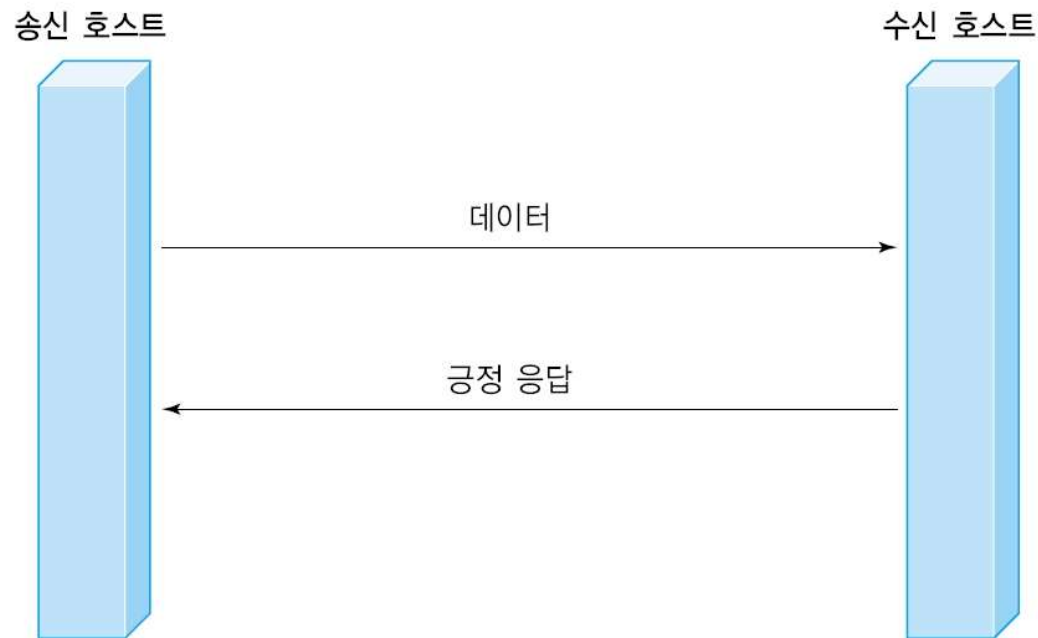 송신 호스트
수신 호스트
데이터
긍정 응답